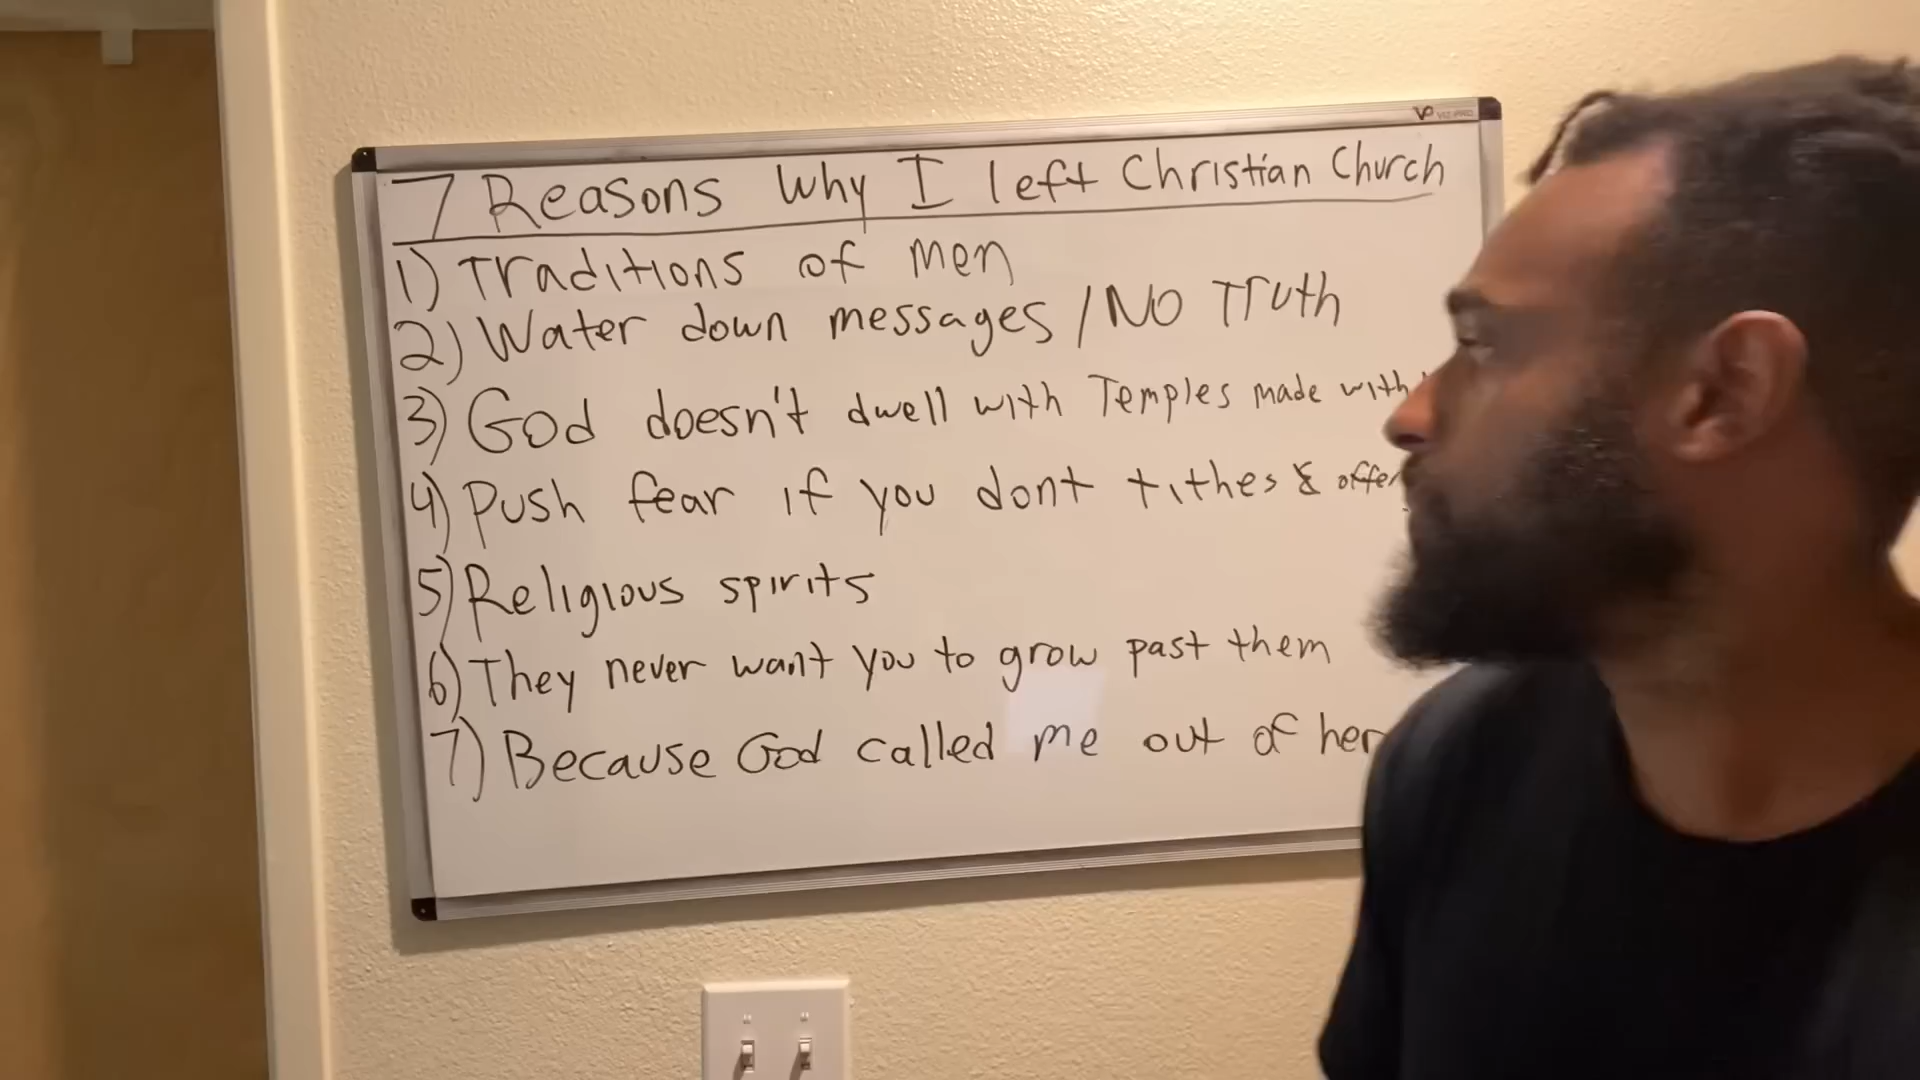 VIZ-PRO
7 Reasons Why I left Christian Church
1) Traditions of men
2) Water down messages / NO Truth
3) God doesn't dwell with Temples made with
4) Push fear if you dont tithes &
5) Religious spirits
6) They never want you to grow past them
7) Because God called me out of her